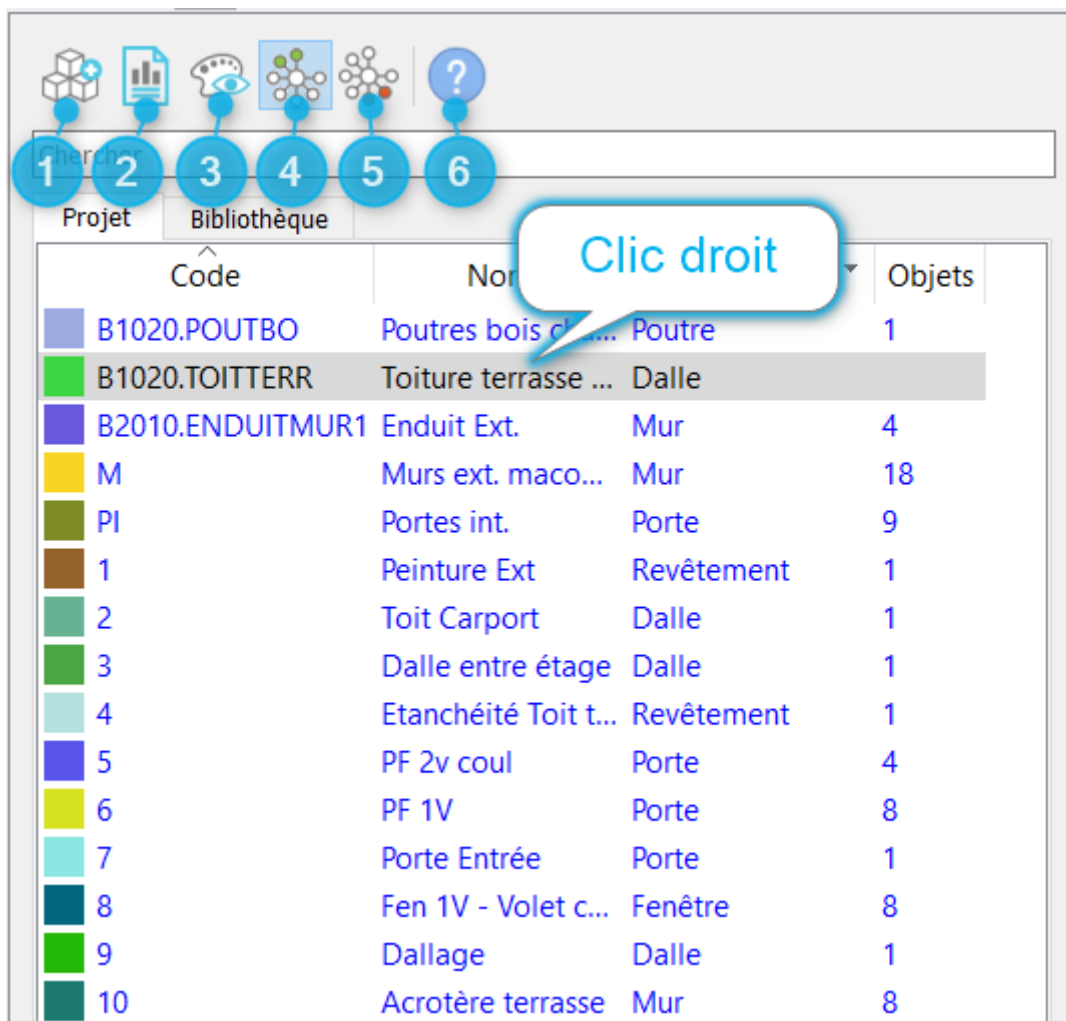 ?
Chercher
1 2 3 4 5 6
Projet Bibliothèque
Clic droit
Code Objets
B1020.POUTBO Poutres bois ... Poutre 1
B1020.TOITTERR Toiture terrasse ... Dalle
B2010.ENDUITMUR1 Enduit Ext. Mur 4
M Murs ext. maco... Mur 18
PI Portes int. Porte 9
1 Peinture Ext Revêtement 1
2 Toit Carport Dalle 1
3 Dalle entre étage Dalle 1
4 Etanchéité Toit t... Revêtement 1
5 PF 2v coul Porte 4
6 PF 1V Porte 8
7 Porte Entrée Porte 1
8 Fen 1V - Volet c... Fenêtre 8
9 Dallage Dalle 1
10 Acrotère terrasse Mur 8